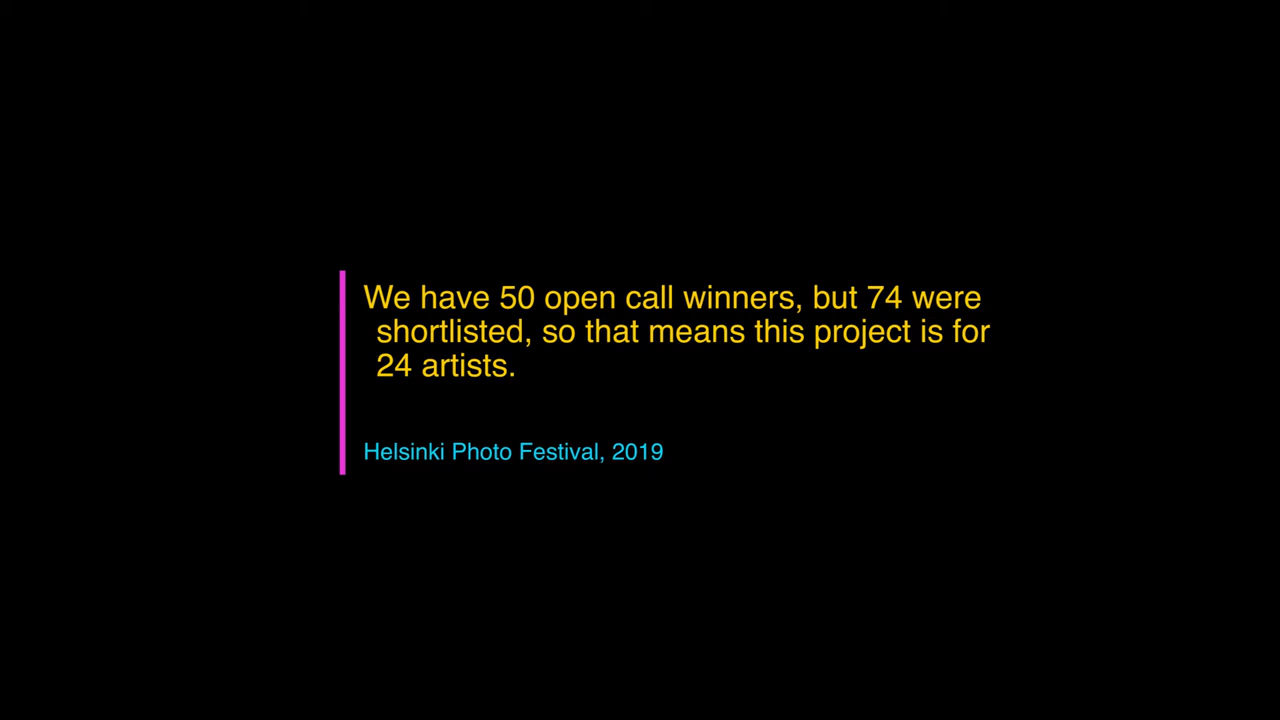 We have 50 open call winners, but 74 were
shortlisted, so that means this project is for
24 artists.
Helsinki Photo Festival, 2019